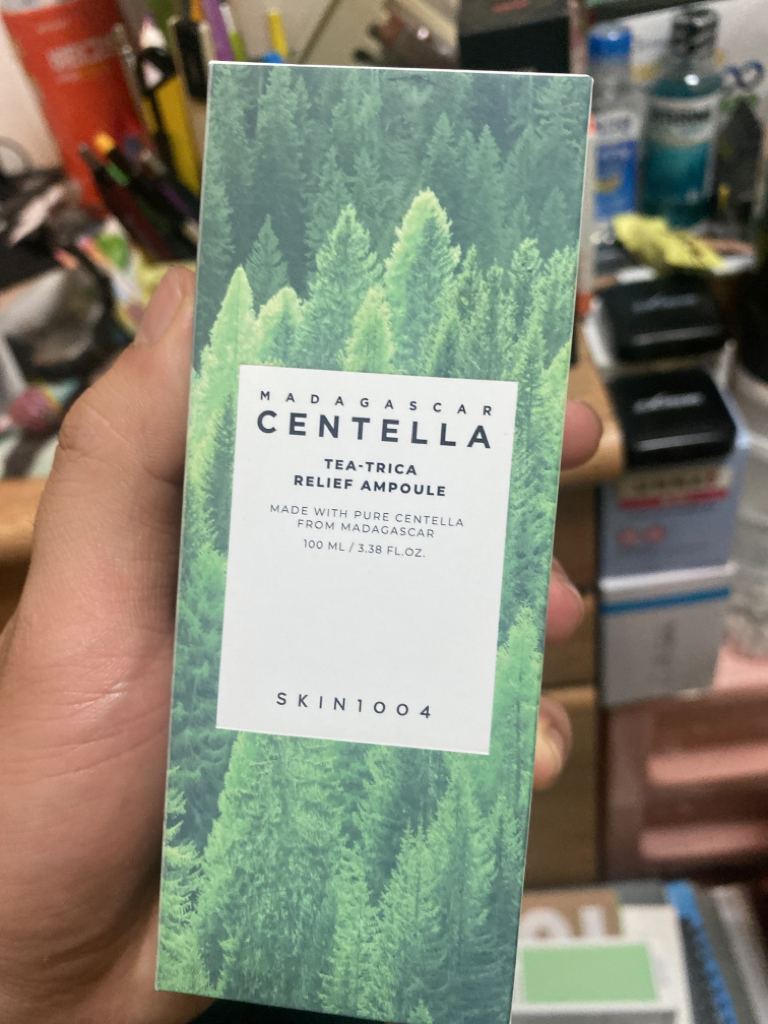 MADAGASCAR
CENTELLA
TEA-TRICA
RELIEF AMPOULE
MADE WITH PURE CENTELLA
FROM MADAGASCAR
100 ML / 3.38 FL.OZ.
SKIN1004